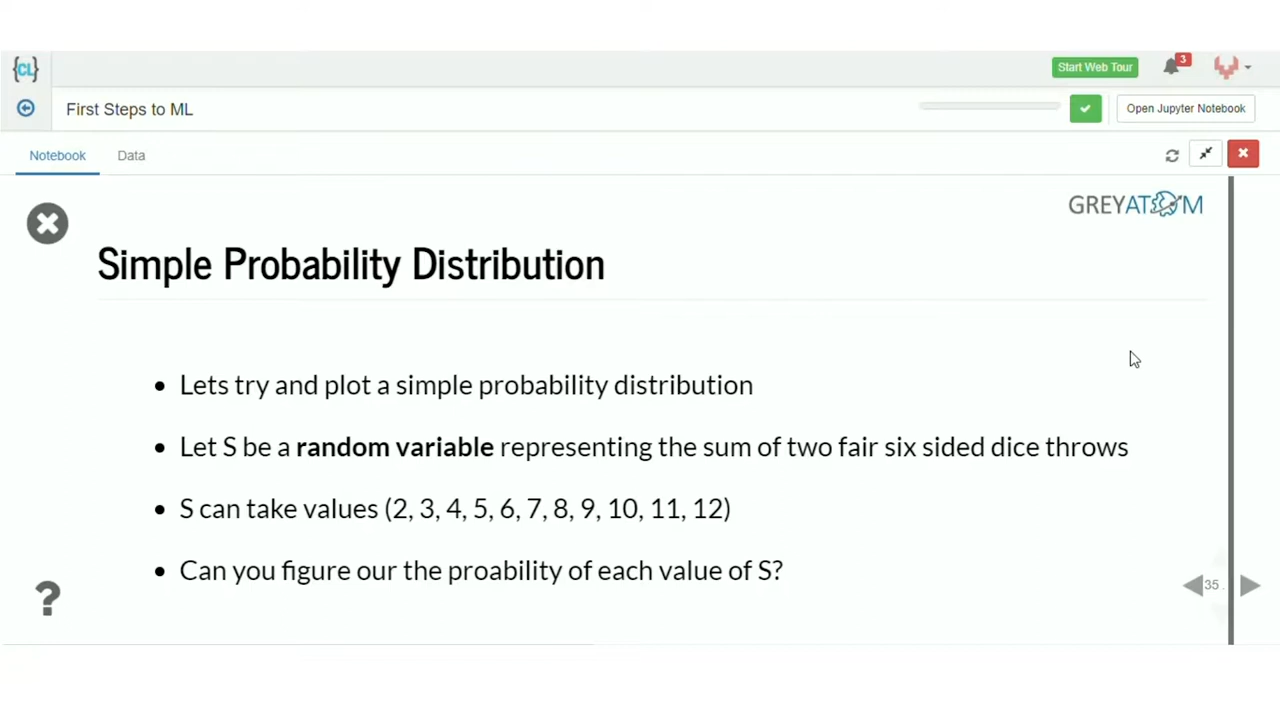 {CL}
Start Web Tour
3
First Steps to ML
Open Jupyter Notebook
Notebook
Data
GREYATOM
Simple Probability Distribution
• Lets try and plot a simple probability distribution
• Let S be a random variable representing the sum of two fair six sided dice throws
• S can take values (2, 3, 4, 5, 6, 7, 8, 9, 10, 11, 12)
• Can you figure our the proability of each value of S?
?
35 .